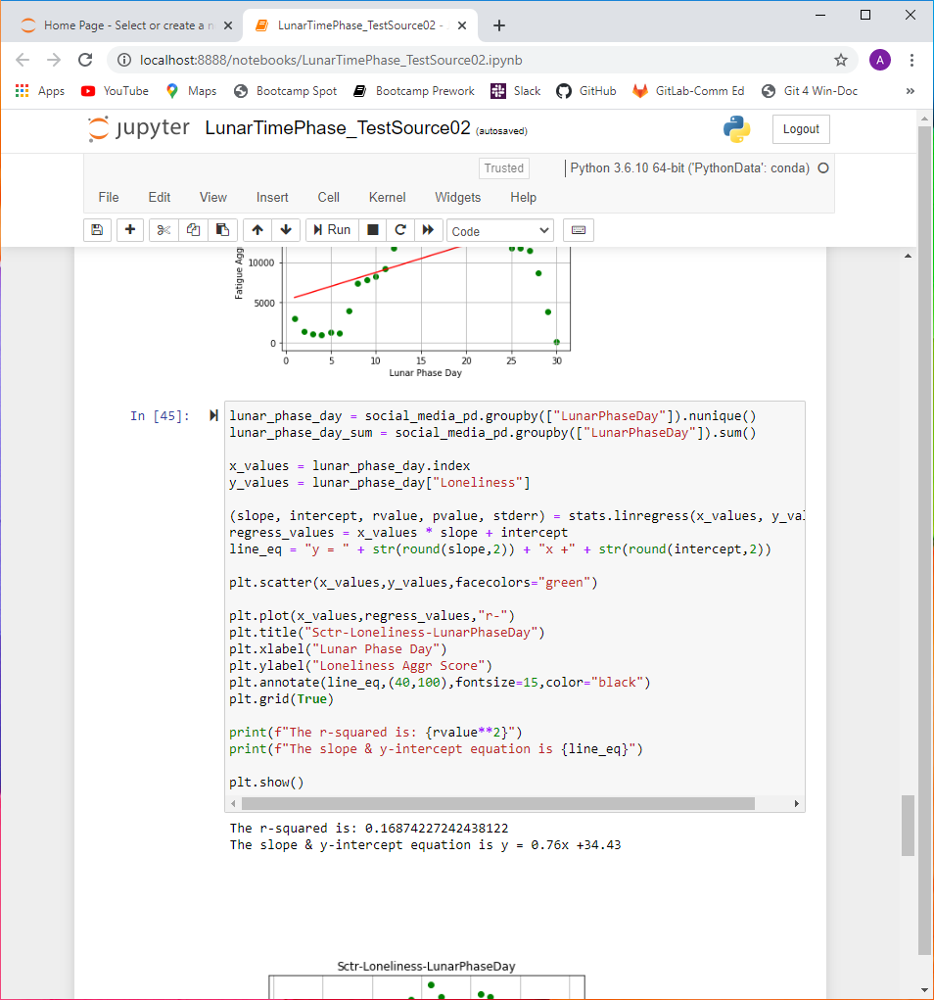 Home Page - Select or create a n
LunarTimePhase_TestSource02 -
localhost:8888/notebooks/LunarTimePhase_TestSource02.ipynb
A
Apps
YouTube
Maps
Bootcamp Spot
Bootcamp Prework
Slack
GitHub
GitLab-Comm Ed
Git 4 Win-Doc
»
jupyter LunarTimePhase_TestSource02 (autosaved)
Logout
Trusted
Python 3.6.10 64-bit ('PythonData': conda)
File Edit View Insert Cell Kernel Widgets Help
Run
Code
Fatigue Agg
10000
5000
0
0 5 10 15 20 25 30
Lunar Phase Day
In [45]:
lunar_phase_day = social_media_pd.groupby(["LunarPhaseDay"]).nunique()
lunar_phase_day_sum = social_media_pd.groupby(["LunarPhaseDay"]).sum()
x_values = lunar_phase_day.index
y_values = lunar_phase_day["Loneliness"]
(slope, intercept, rvalue, pvalue, stderr) = stats.linregress(x_values, y_val
regress_values = x_values * slope + intercept
line_eq = "y = " + str(round(slope,2)) + "x +" + str(round(intercept,2))
plt.scatter(x_values,y_values,facecolors="green")
plt.plot(x_values,regress_values,"r-")
plt.title("Sctr-Loneliness-LunarPhaseDay")
plt.xlabel("Lunar Phase Day")
plt.ylabel("Loneliness Aggr Score")
plt.annotate(line_eq,(40,100),fontsize=15,color="black")
plt.grid(True)
print(f"The r-squared is: {rvalue**2}")
print(f"The slope & y-intercept equation is {line_eq}")
plt.show()
The r-squared is: 0.16874227242438122
The slope & y-intercept equation is y = 0.76x +34.43
Sctr-Loneliness-LunarPhaseDay